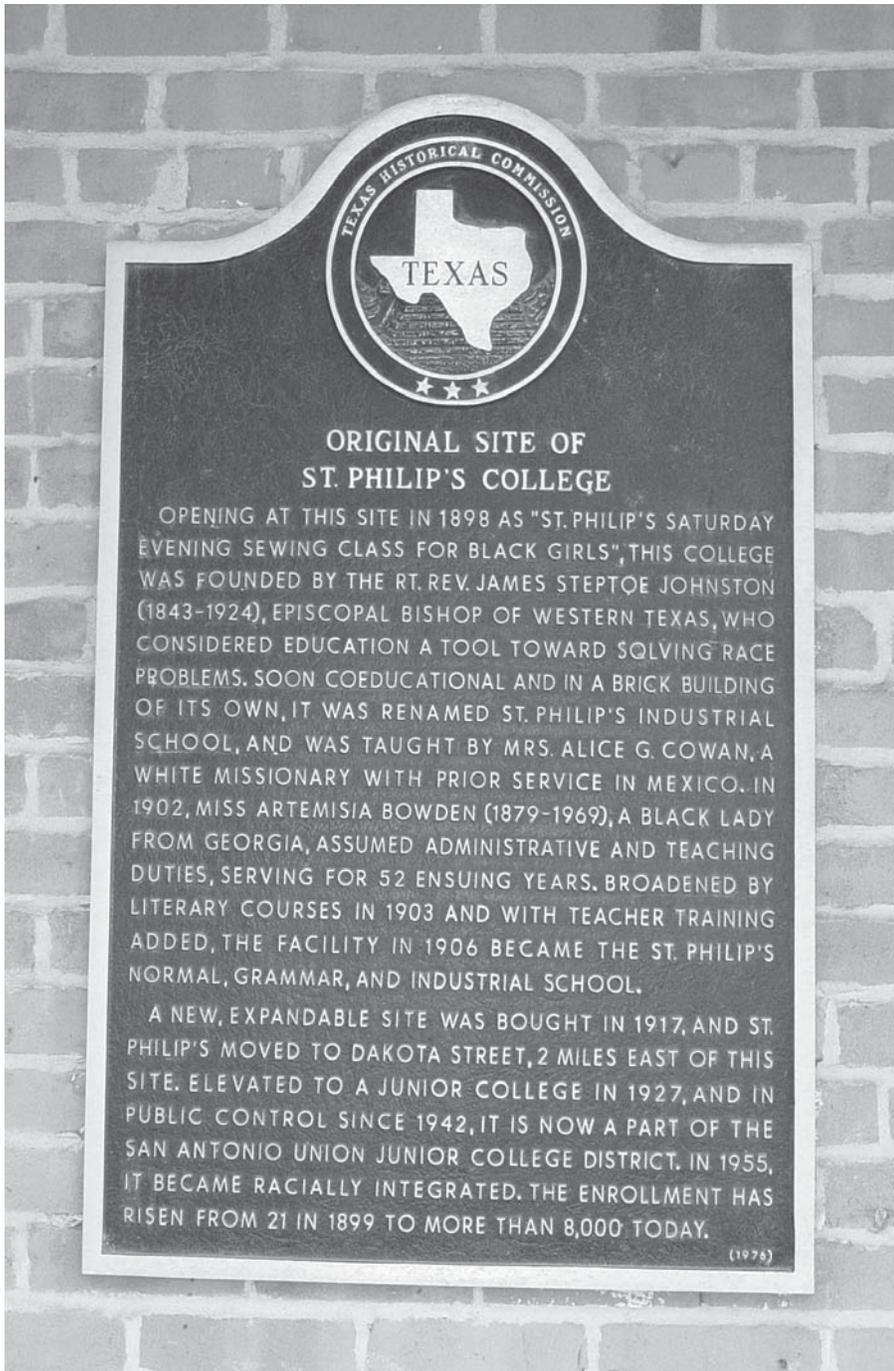 TEXAS HISTORICAL COMMISSION
TEXAS
ORIGINAL SITE OF
ST. PHILIP'S COLLEGE
OPENING AT THIS SITE IN 1898 AS "ST. PHILIP'S SATURDAY
EVENING SEWING CLASS FOR BLACK GIRLS", THIS COLLEGE
WAS FOUNDED BY THE RT. REV. JAMES STEPTOE JOHNSTON
(1843-1924), EPISCOPAL BISHOP OF WESTERN TEXAS, WHO
CONSIDERED EDUCATION A TOOL TOWARD SOLVING RACE
PROBLEMS. SOON COEDUCATIONAL AND IN A BRICK BUILDING
OF ITS OWN, IT WAS RENAMED ST. PHILIP'S INDUSTRIAL
SCHOOL, AND WAS TAUGHT BY MRS. ALICE G. COWAN, A
WHITE MISSIONARY WITH PRIOR SERVICE IN MEXICO. IN
1902, MISS ARTEMISIA BOWDEN (1879-1969), A BLACK LADY
FROM GEORGIA, ASSUMED ADMINISTRATIVE AND TEACHING
DUTIES, SERVING FOR 52 ENSUING YEARS. BROADENED BY
LITERARY COURSES IN 1903 AND WITH TEACHER TRAINING
ADDED, THE FACILITY IN 1906 BECAME THE ST. PHILIP'S
NORMAL, GRAMMAR, AND INDUSTRIAL SCHOOL.
A NEW, EXPANDABLE SITE WAS BOUGHT IN 1917, AND ST.
PHILIP'S MOVED TO DAKOTA STREET, 2 MILES EAST OF THIS
SITE. ELEVATED TO A JUNIOR COLLEGE IN 1927, AND IN
PUBLIC CONTROL SINCE 1942, IT IS NOW A PART OF THE
SAN ANTONIO UNION JUNIOR COLLEGE DISTRICT. IN 1955,
IT BECAME RACIALLY INTEGRATED. THE ENROLLMENT HAS
RISEN FROM 21 IN 1899 TO MORE THAN 8,000 TODAY.
(1976)